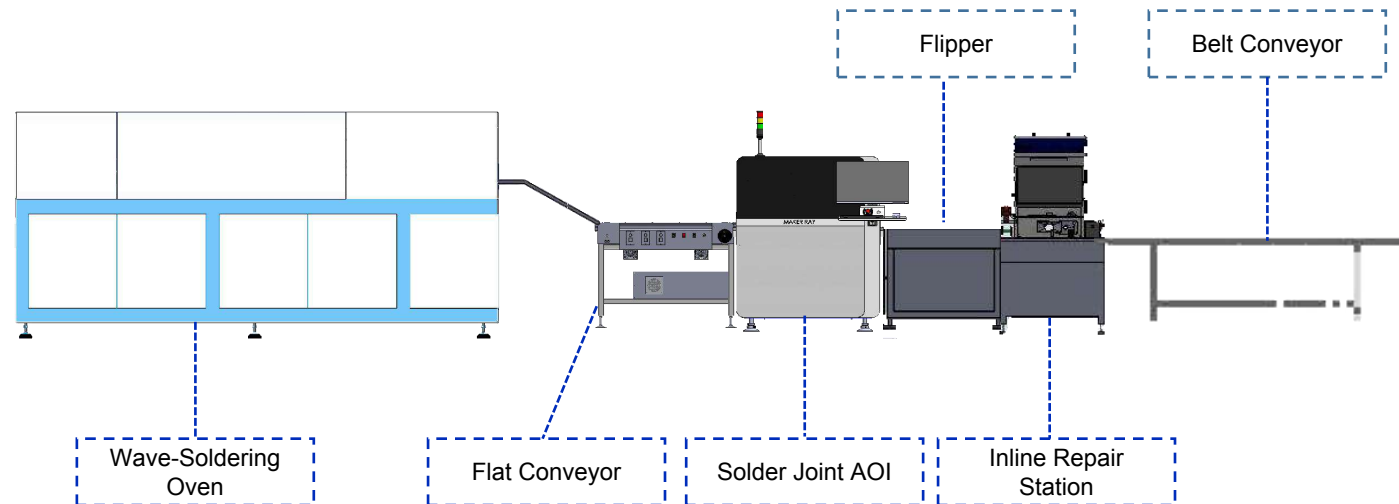 Flipper
Belt Conveyor
MAKER RAY
Wave-Soldering
Oven
Flat Conveyor
Solder Joint AOI
Inline Repair
Station